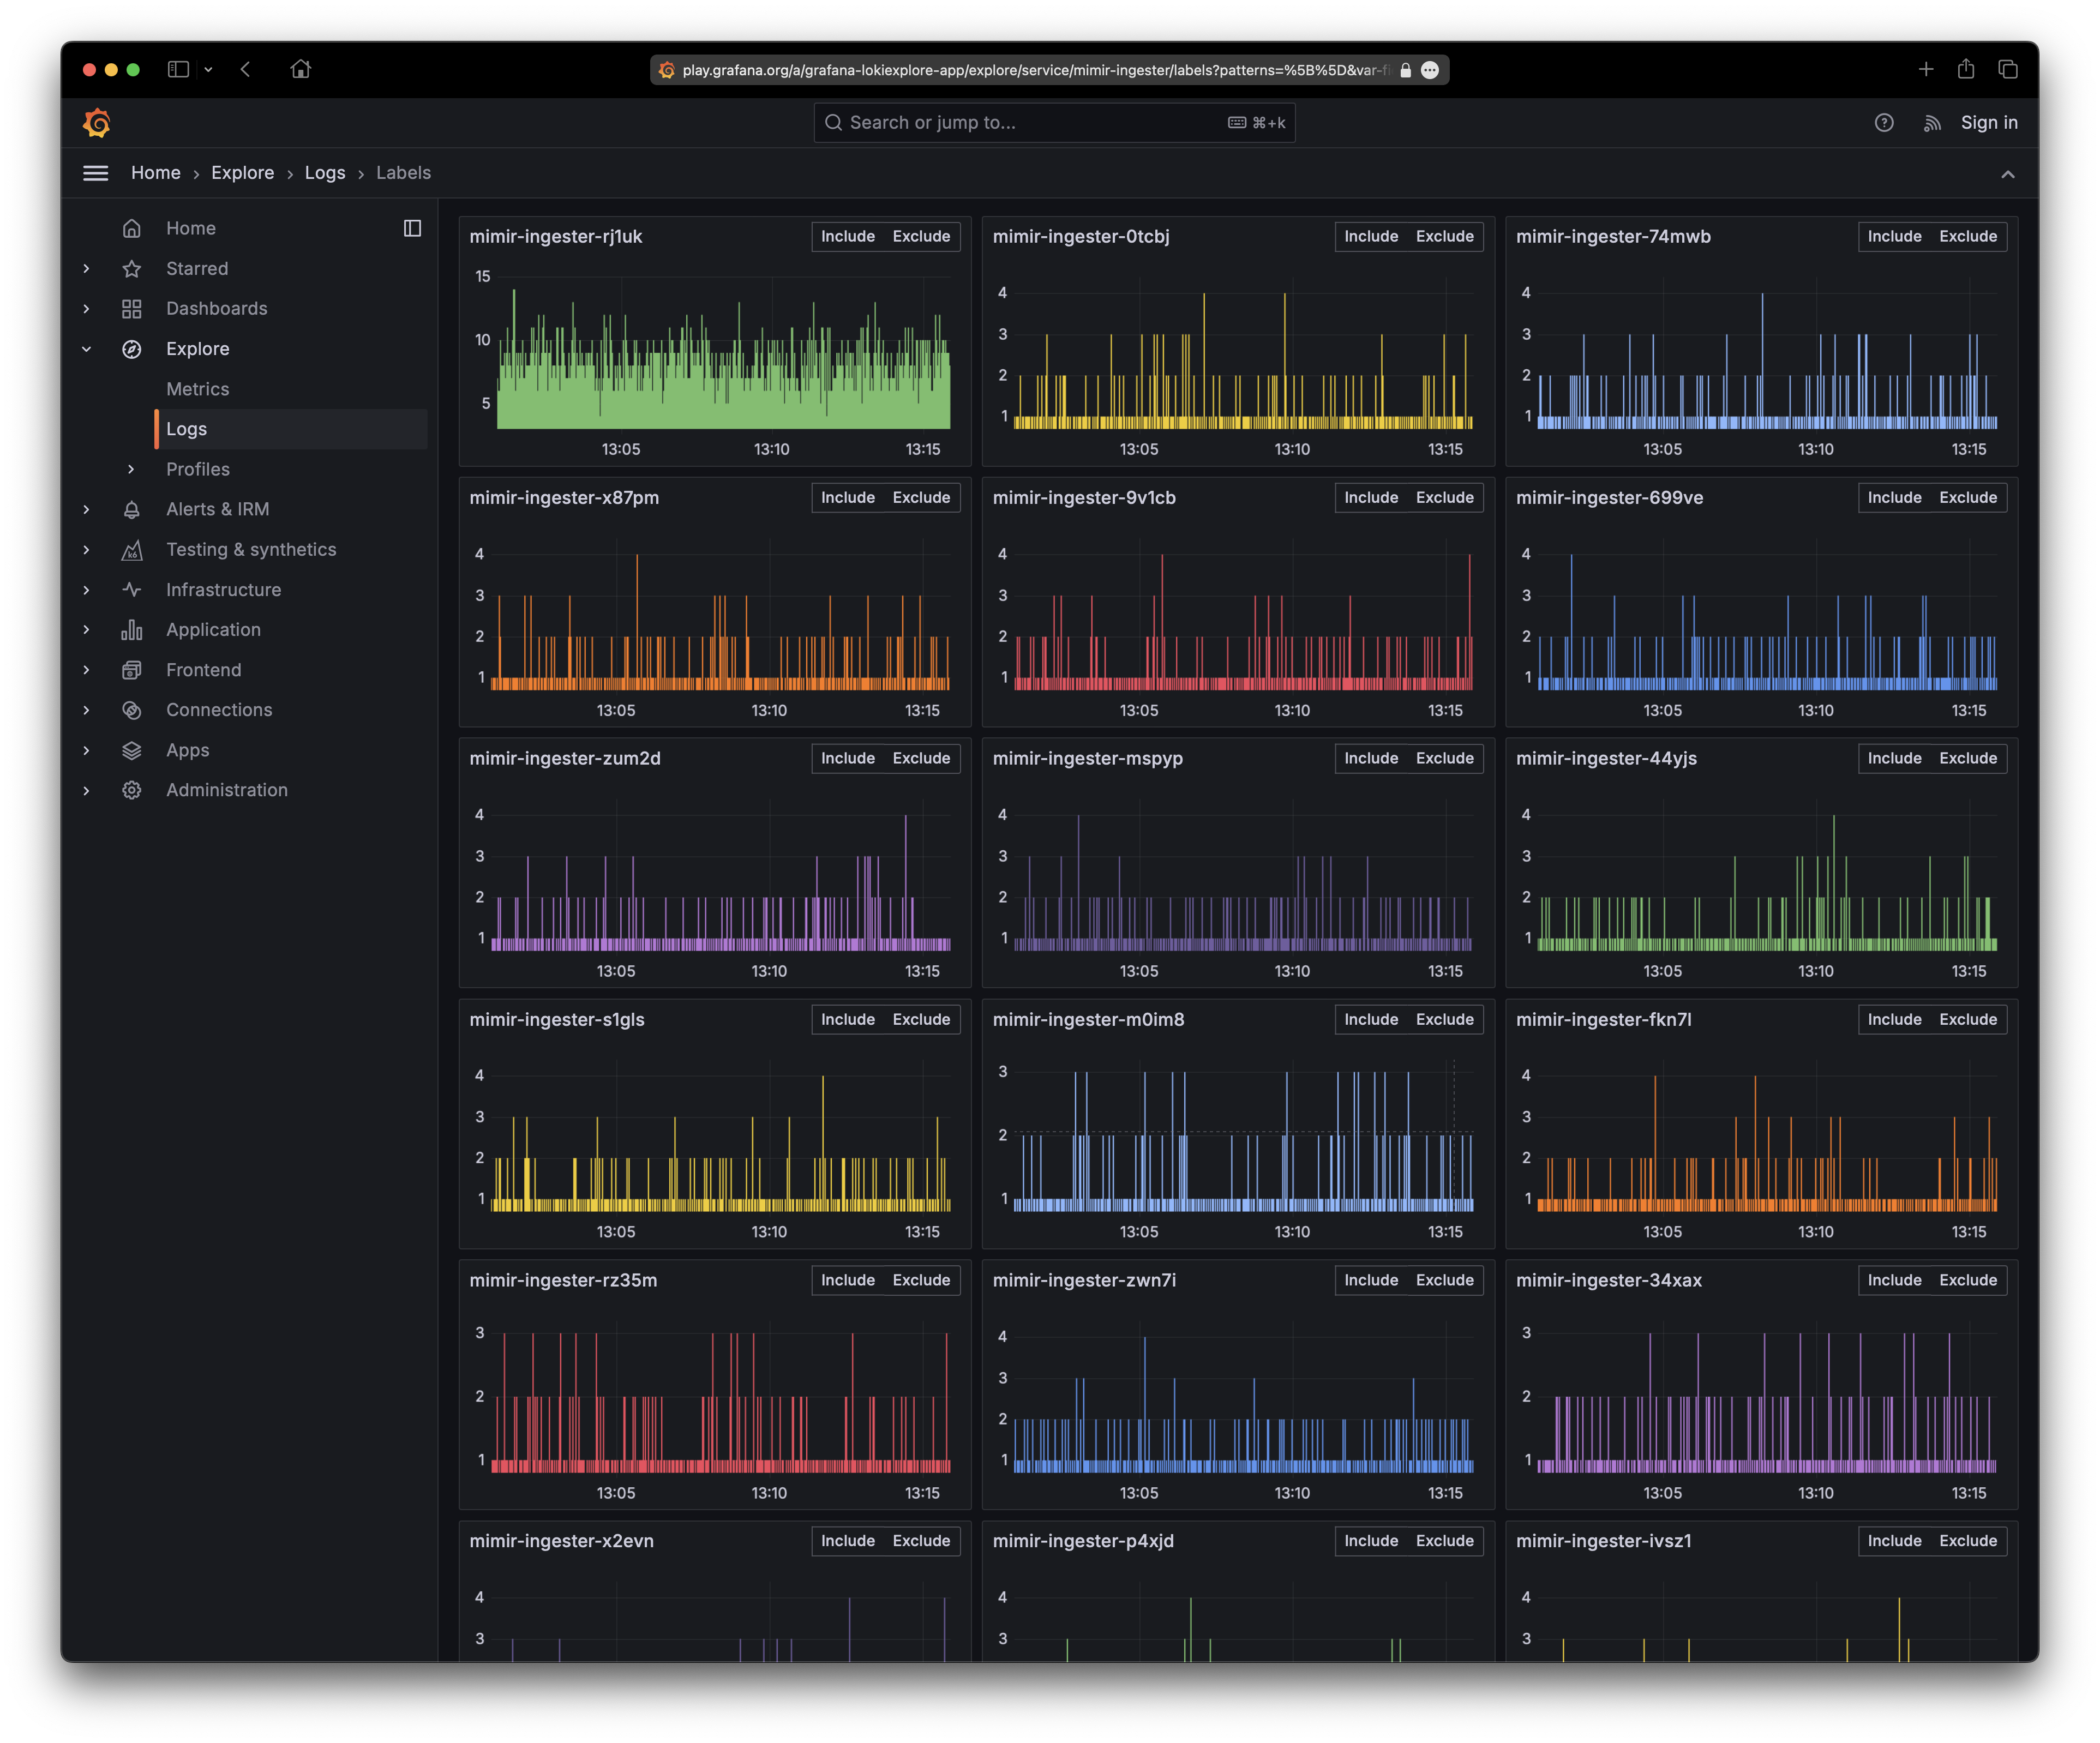 play.grafana.org/a/grafana-lokiexplore-app/explore/service/mimir-ingester/labels?patterns=%5B%5D&var-fi
Search or jump to... ⌘+k
Sign in
Home › Explore › Logs › Labels
Home
Starred
Dashboards
Explore
Metrics
Logs
Profiles
Alerts & IRM
Testing & synthetics
Infrastructure
Application
Frontend
Connections
Apps
Administration
mimir-ingester-rj1uk Include Exclude
15
10
5
13:05 13:10 13:15
mimir-ingester-0tcbj Include Exclude
4
3
2
1
13:05 13:10 13:15
mimir-ingester-74mwb Include Exclude
4
3
2
1
13:05 13:10 13:15
mimir-ingester-x87pm Include Exclude
4
3
2
1
13:05 13:10 13:15
mimir-ingester-9v1cb Include Exclude
4
3
2
1
13:05 13:10 13:15
mimir-ingester-699ve Include Exclude
4
3
2
1
13:05 13:10 13:15
mimir-ingester-zum2d Include Exclude
4
3
2
1
13:05 13:10 13:15
mimir-ingester-mspyp Include Exclude
4
3
2
1
13:05 13:10 13:15
mimir-ingester-44yjs Include Exclude
4
3
2
1
13:05 13:10 13:15
mimir-ingester-s1gls Include Exclude
4
3
2
1
13:05 13:10 13:15
mimir-ingester-m0im8 Include Exclude
3
2
1
13:05 13:10 13:15
mimir-ingester-fkn7l Include Exclude
4
3
2
1
13:05 13:10 13:15
mimir-ingester-rz35m Include Exclude
3
2
1
13:05 13:10 13:15
mimir-ingester-zwn7i Include Exclude
4
3
2
1
13:05 13:10 13:15
mimir-ingester-34xax Include Exclude
3
2
1
13:05 13:10 13:15
mimir-ingester-x2evn Include Exclude
4
3
mimir-ingester-p4xjd Include Exclude
4
3
mimir-ingester-ivsz1 Include Exclude
4
3